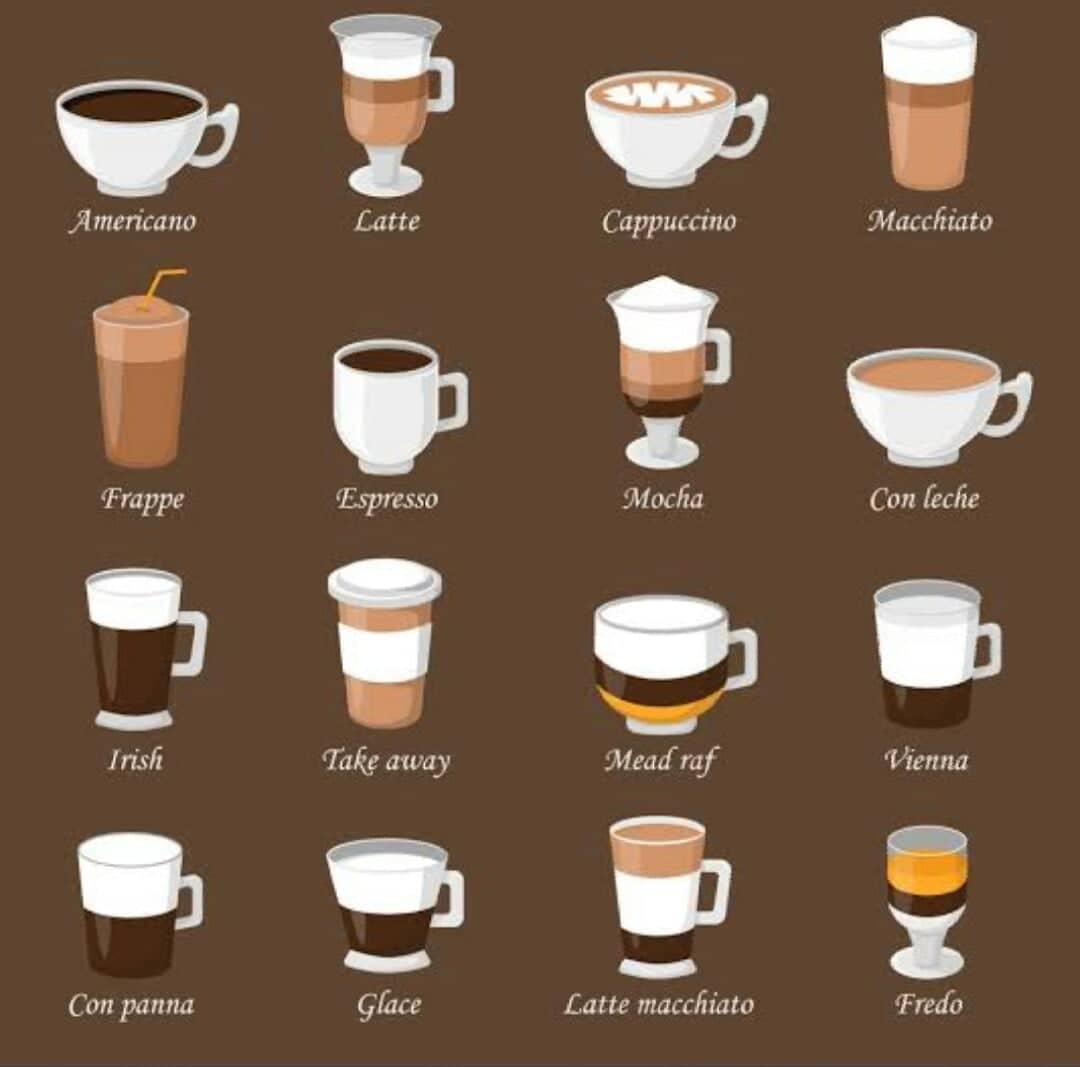 Americano
Latte
Cappuccino
Macchiato
Frappe
Espresso
Mocha
Con leche
Irish
Take away
Mead raf
Vienna
Con panna
Glace
Latte macchiato
Fredo